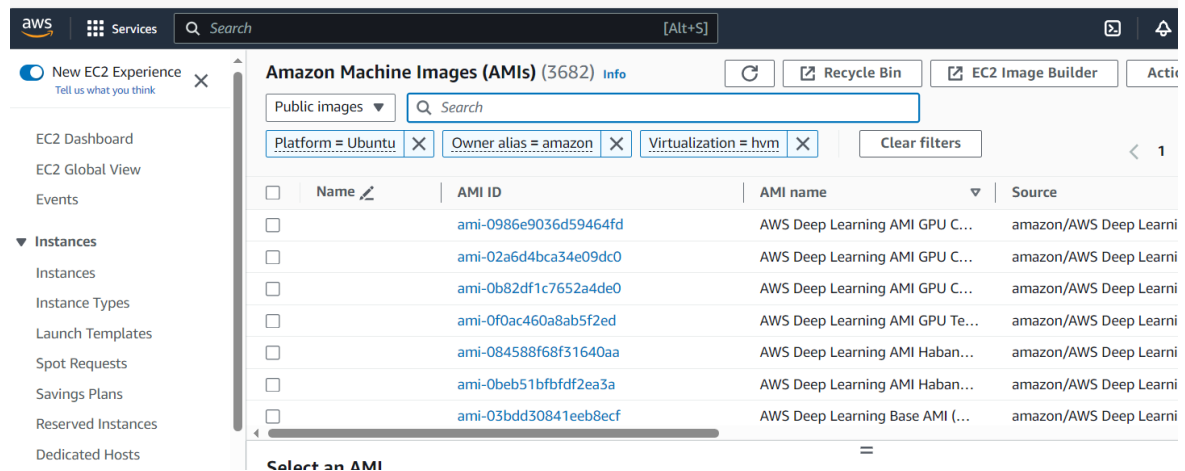 aws Services Search [Alt+S]
New EC2 Experience
Tell us what you think
EC2 Dashboard
EC2 Global View
Events
Instances
Instances
Instance Types
Launch Templates
Spot Requests
Savings Plans
Reserved Instances
Dedicated Hosts
Amazon Machine Images (AMIs) (3682) Info Recycle Bin EC2 Image Builder
Public images Search
Platform = Ubuntu Owner alias = amazon Virtualization = hvm Clear filters 1
Name AMI ID AMI name Source
ami-0986e9036d59464fd AWS Deep Learning AMI GPU C... amazon/AWS Deep Learni
ami-02a6d4bca34e09dc0 AWS Deep Learning AMI GPU C... amazon/AWS Deep Learni
ami-0b82df1c7652a4de0 AWS Deep Learning AMI GPU C... amazon/AWS Deep Learni
ami-0f0ac460a8ab5f2ed AWS Deep Learning AMI GPU Te... amazon/AWS Deep Learni
ami-084588f68f31640aa AWS Deep Learning AMI Haban... amazon/AWS Deep Learni
ami-0beb51bfbfdf2ea3a AWS Deep Learning AMI Haban... amazon/AWS Deep Learni
ami-03bdd30841eeb8ecf AWS Deep Learning Base AMI (... amazon/AWS Deep Learni
Select an AMI